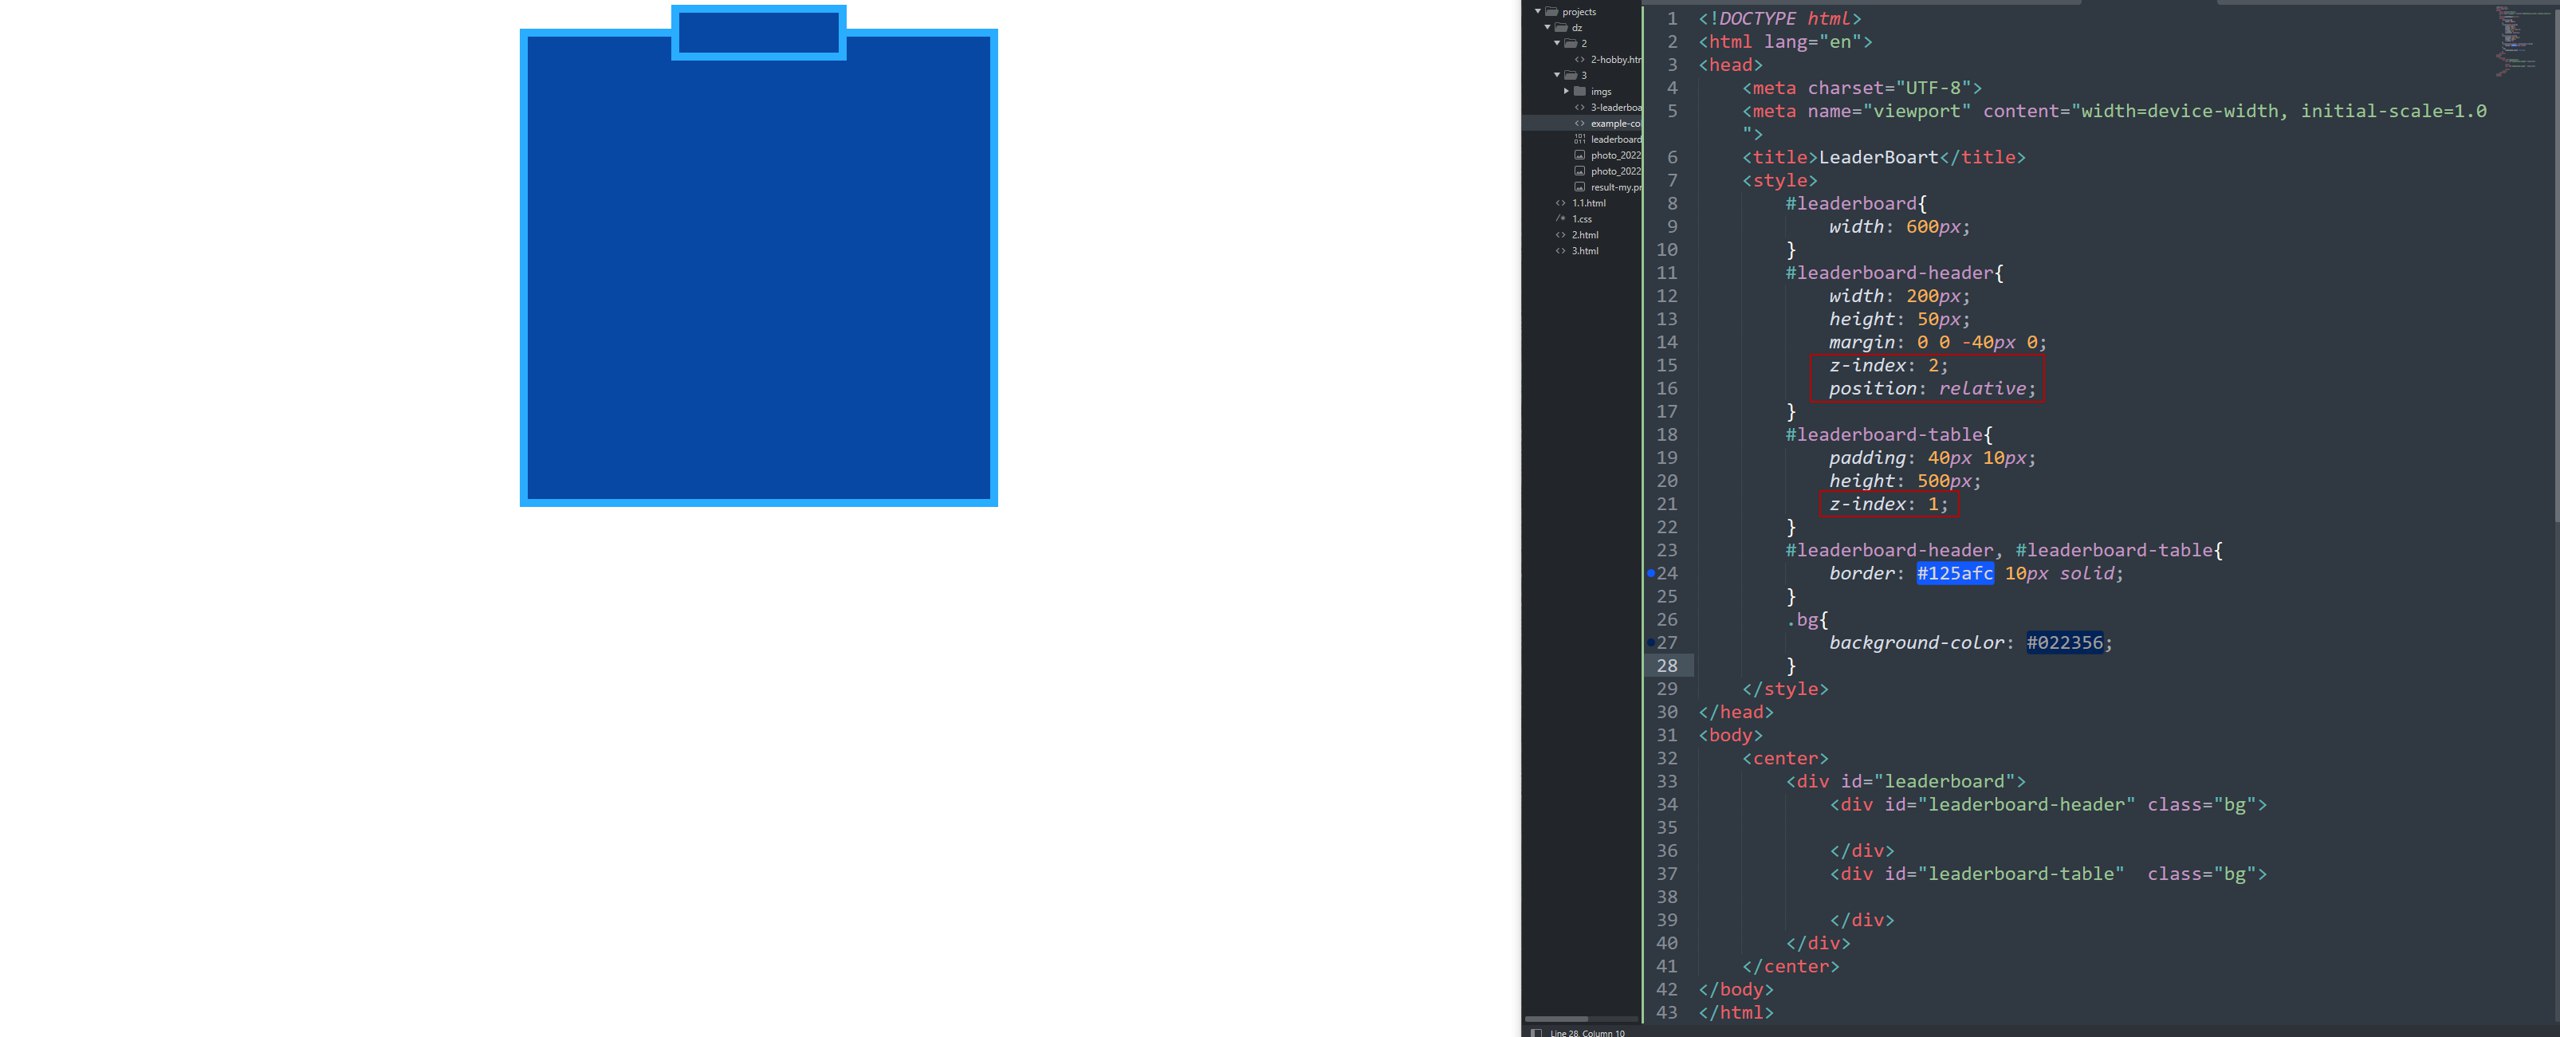 projects
dz
2
2-hobby.htm
3
imgs
3-leaderboa
example-co
leaderboard
photo_2022
photo_2022
result-my.pr
1.1.html
1.css
2.html
3.html
1 <!DOCTYPE html>
2 <html lang="en">
3 <head>
4 <meta charset="UTF-8">
5 <meta name="viewport" content="width=device-width, initial-scale=1.0
">
6 <title>LeaderBoart</title>
7 <style>
8 #leaderboard{
9 width: 600px;
10 }
11 #leaderboard-header{
12 width: 200px;
13 height: 50px;
14 margin: 0 0 -40px 0;
15 z-index: 2;
16 position: relative;
17 }
18 #leaderboard-table{
19 padding: 40px 10px;
20 height: 500px;
21 z-index: 1;
22 }
23 #leaderboard-header, #leaderboard-table{
24 border: #125afc 10px solid;
25 }
26 .bg{
27 background-color: #022356;
28 }
29 </style>
30 </head>
31 <body>
32 <center>
33 <div id="leaderboard">
34 <div id="leaderboard-header" class="bg">
35
36 </div>
37 <div id="leaderboard-table"  class="bg">
38
39 </div>
40 </div>
41 </center>
42 </body>
43 </html>
Line 28, Column 10